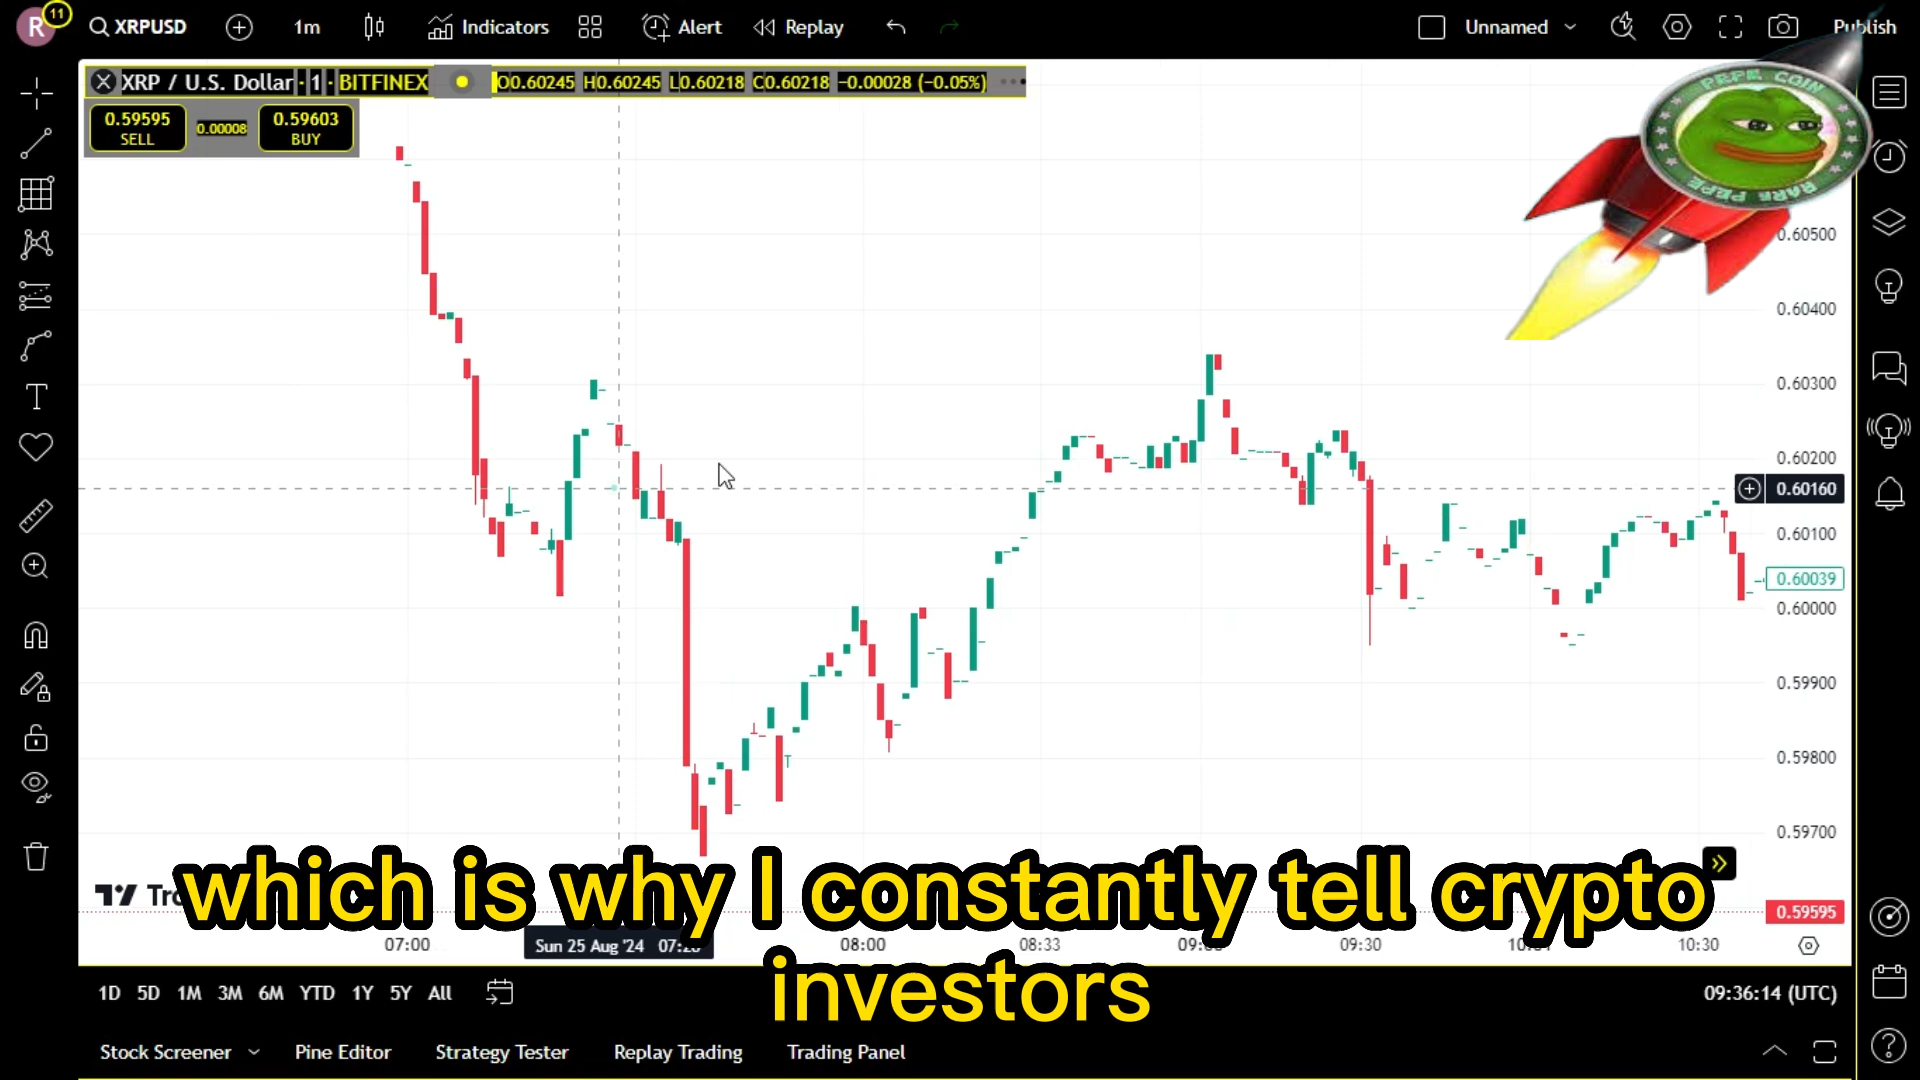 R 11 XRPUSD 1m Indicators Alert Replay Unnamed Publish
XRP / U.S. Dollar · 1 · BITFINEX O0.60245 H0.60245 L0.60218 C0.60218 −0.00028 (−0.05%)
0.59595 0.00008 0.59603
SELL BUY
PEPE COIN
RARE PEPE
0.60500
0.60400
0.60300
0.60200
0.60160
0.60100
0.60039
0.60000
0.59900
0.59800
0.59700
which is why I constantly tell crypto
0.59595
07:00 Sun 25 Aug '24 08:00 08:33 09:30 10:30
investors
1D 5D 1M 3M 6M YTD 1Y 5Y All 09:36:14 (UTC)
Stock Screener Pine Editor Strategy Tester Replay Trading Trading Panel